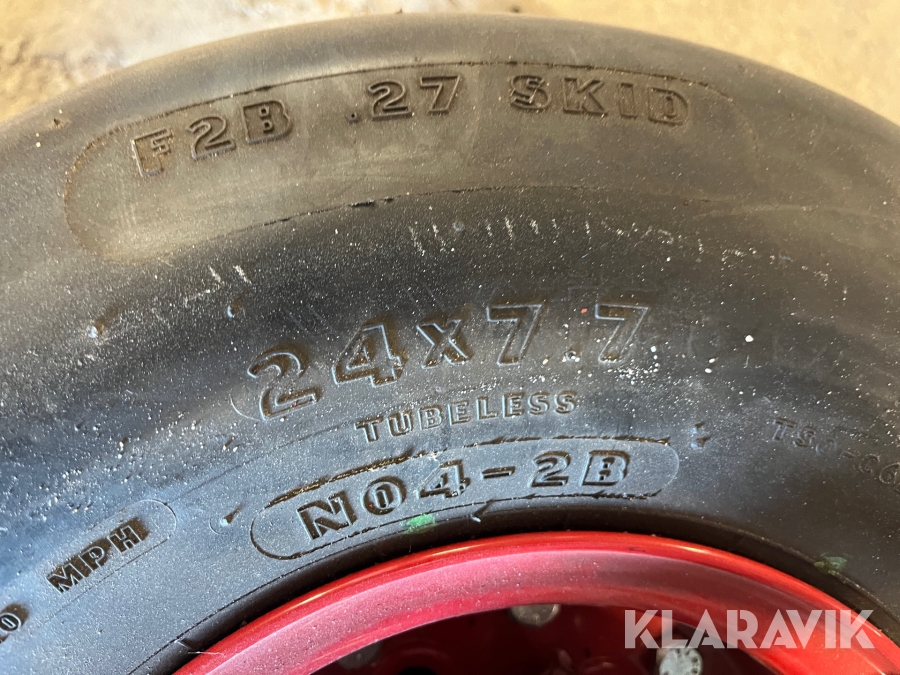 F2B .27 SKID
24x7.7
TUBELESS
N04-2B
MPH
KLARAVIK